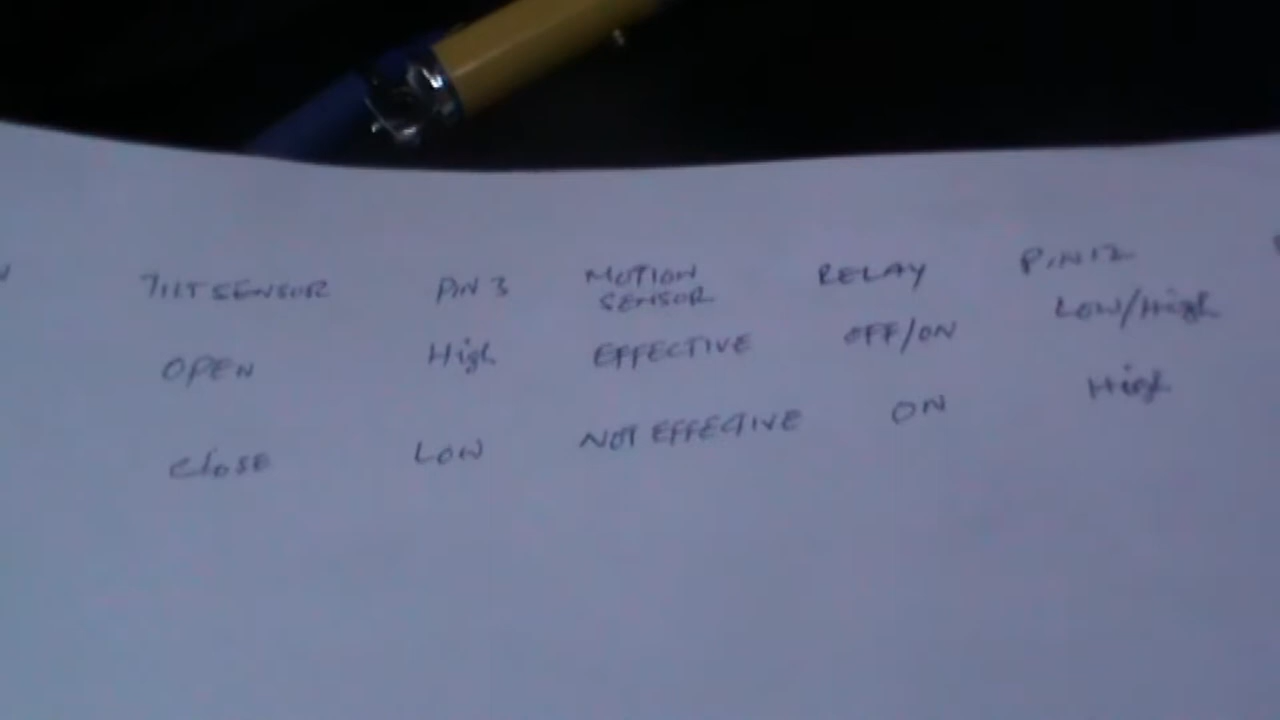 TILT SENSOR PIN 3 MOTION SENSOR RELAY PIN 12
OPEN High EFFECTIVE OFF/ON LOW/High
Close LOW NOT EFFECTIVE ON High